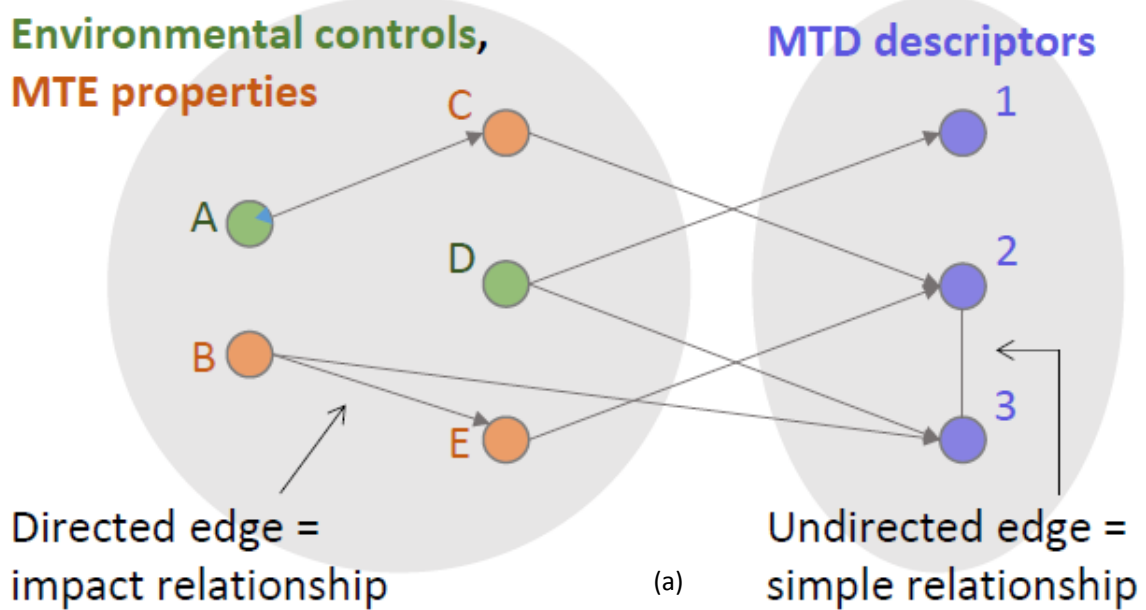 Environmental controls,
MTE properties
MTD descriptors
C
1
A
D
2
B
E
3
Directed edge =
impact relationship
(a)
Undirected edge =
simple relationship